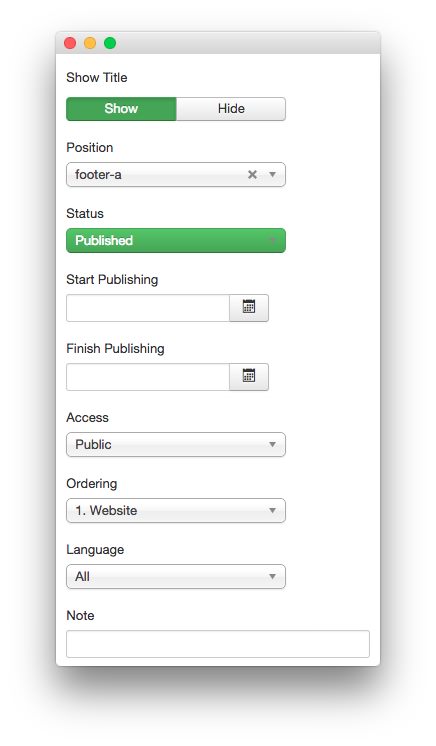 Show Title
Show Hide
Position
footer-a
Status
Published
Start Publishing
Finish Publishing
Access
Public
Ordering
1. Website
Language
All
Note